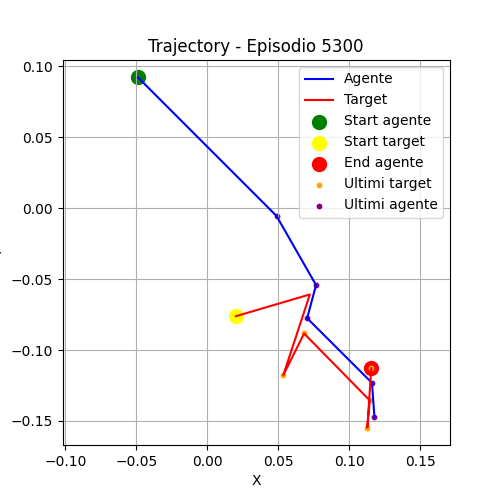 Trajectory - Episodio 5300
Agente
Target
Start agente
Start target
End agente
Ultimi target
Ultimi agente
0.10
0.05
0.00
−0.05
−0.10
−0.15
−0.10
−0.05
0.00
0.05
0.10
0.15
X